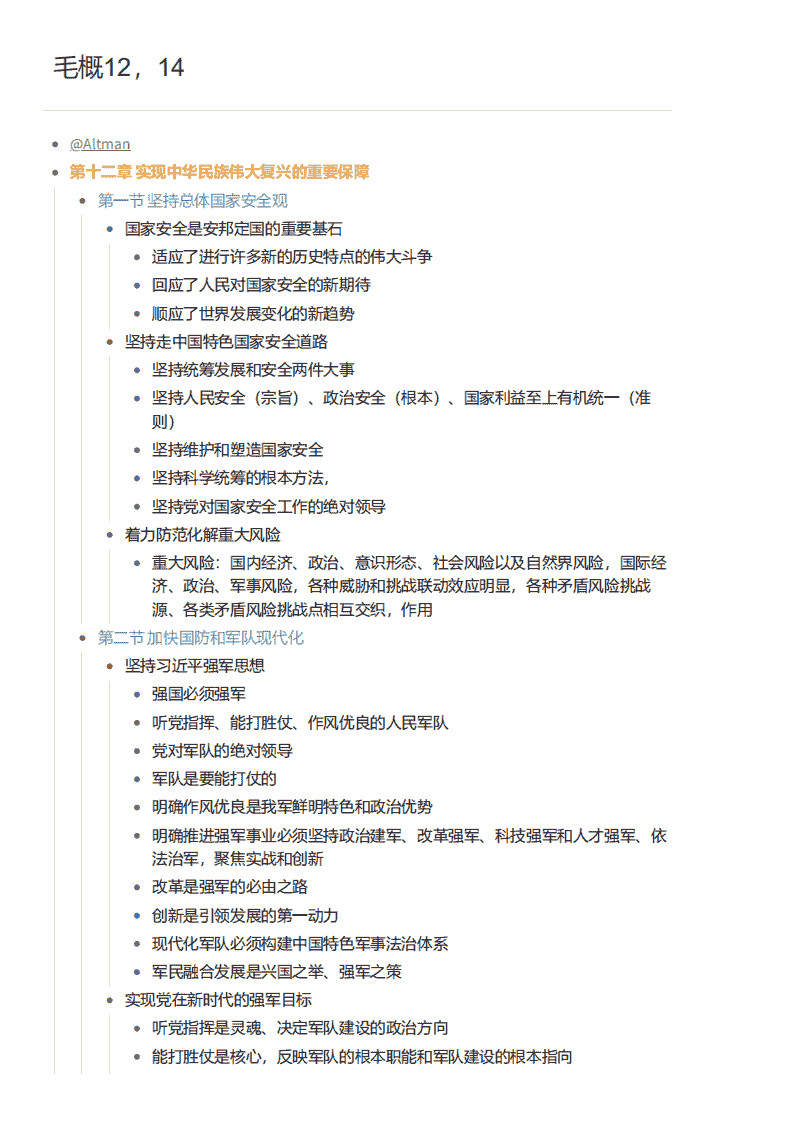 毛概12，14
@Altman
第十二章 实现中华民族伟大复兴的重要保障
第一节 坚持总体国家安全观
国家安全是安邦定国的重要基石
适应了进行许多新的历史特点的伟大斗争
回应了人民对国家安全的新期待
顺应了世界发展变化的新趋势
坚持走中国特色国家安全道路
坚持统筹发展和安全两件大事
坚持人民安全（宗旨）、政治安全（根本）、国家利益至上有机统一（准
则）
坚持维护和塑造国家安全
坚持科学统筹的根本方法，
坚持党对国家安全工作的绝对领导
着力防范化解重大风险
重大风险：国内经济、政治、意识形态、社会风险以及自然界风险，国际经
济、政治、军事风险，各种威胁和挑战联动效应明显，各种矛盾风险挑战
源、各类矛盾风险挑战点相互交织，作用
第二节 加快国防和军队现代化
坚持习近平强军思想
强国必须强军
听党指挥、能打胜仗、作风优良的人民军队
党对军队的绝对领导
军队是要能打仗的
明确作风优良是我军鲜明特色和政治优势
明确推进强军事业必须坚持政治建军、改革强军、科技强军和人才强军、依
法治军，聚焦实战和创新
改革是强军的必由之路
创新是引领发展的第一动力
现代化军队必须构建中国特色军事法治体系
军民融合发展是兴国之举、强军之策
实现党在新时代的强军目标
听党指挥是灵魂、决定军队建设的政治方向
能打胜仗是核心，反映军队的根本职能和军队建设的根本指向